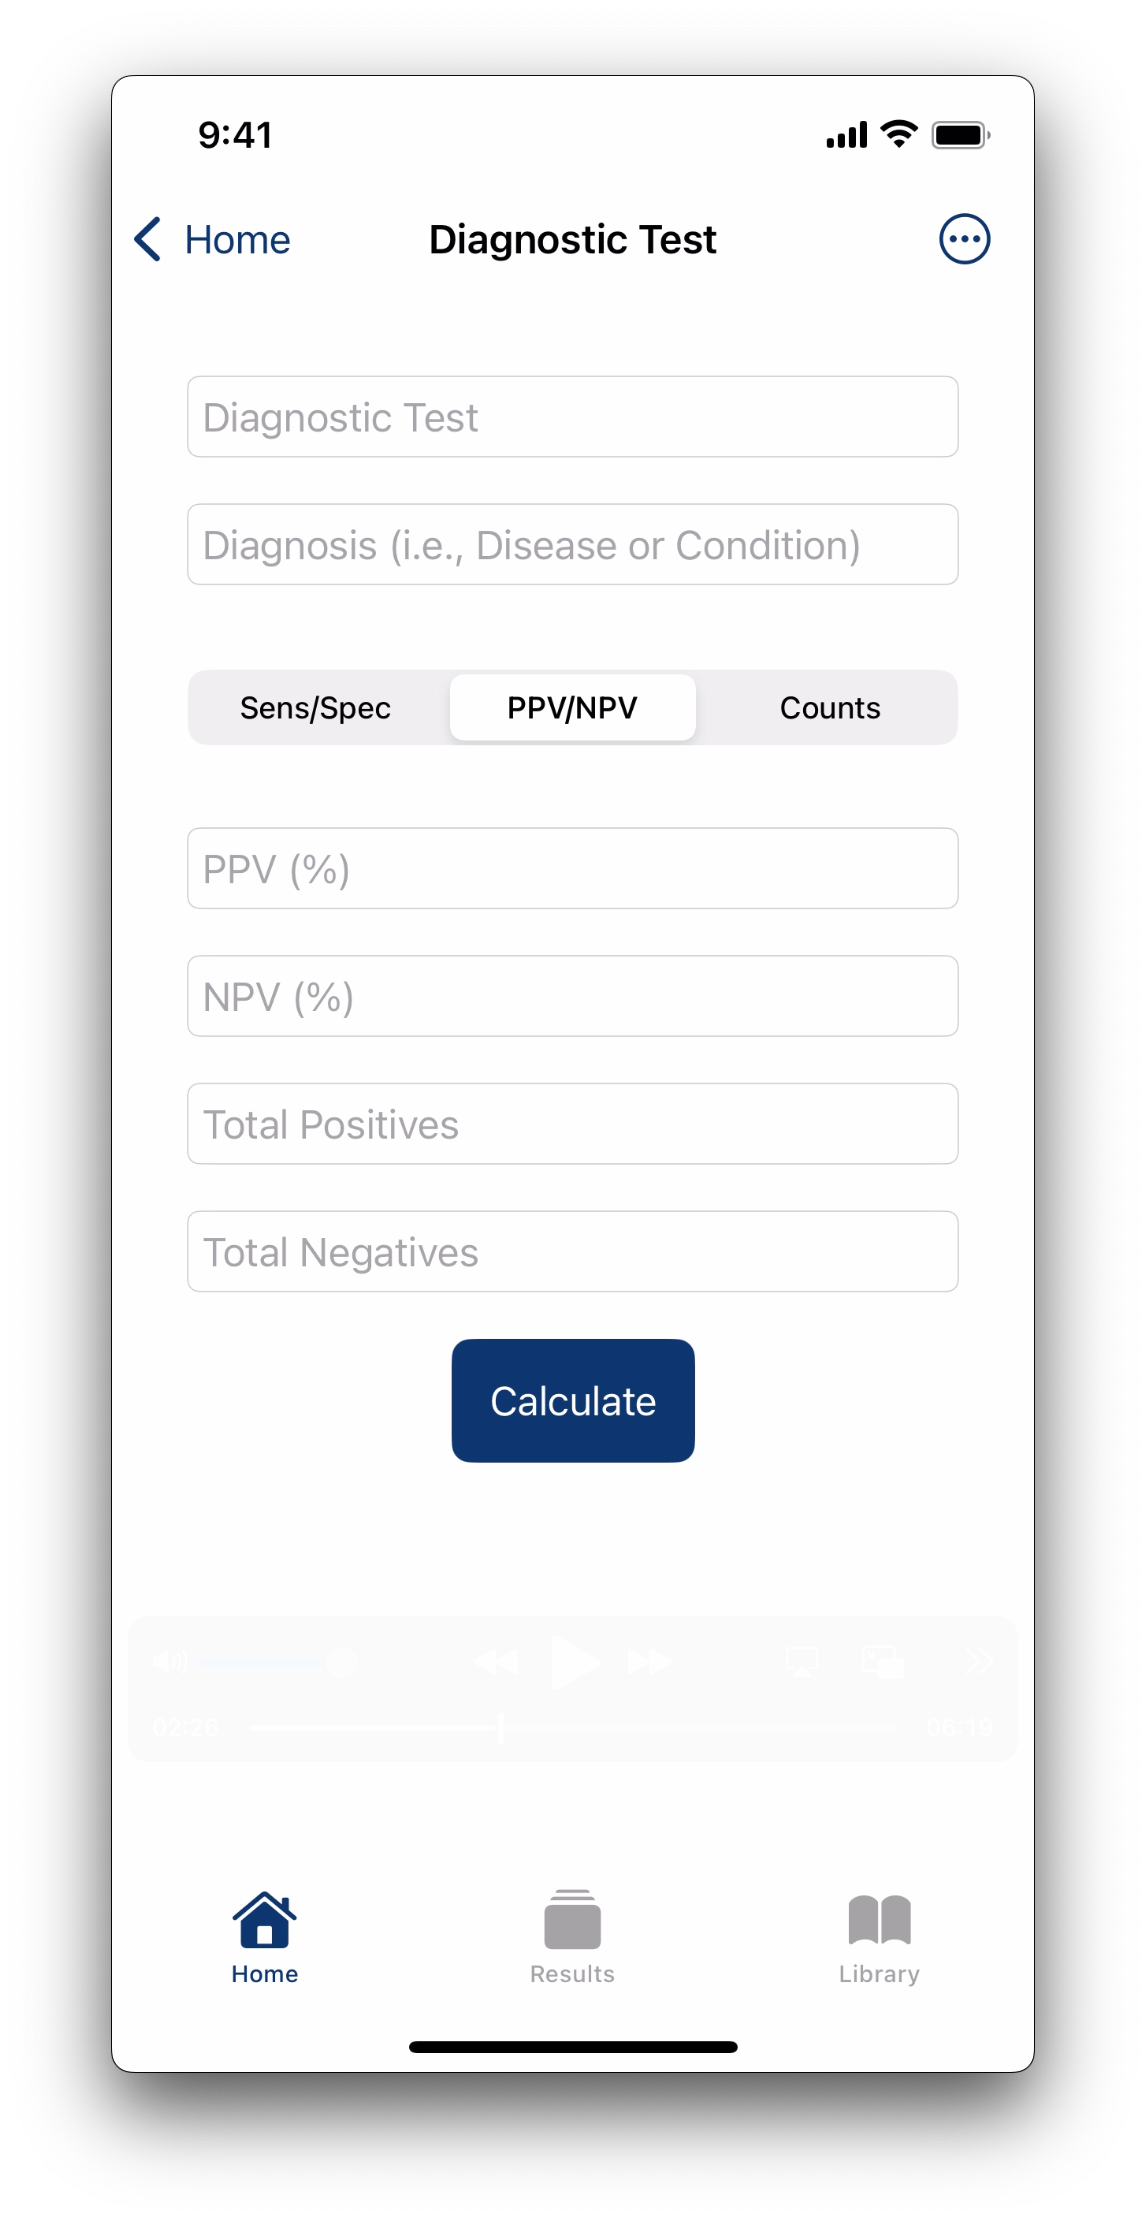 9:41
Home
Diagnostic Test
Diagnostic Test
Diagnosis (i.e., Disease or Condition)
Sens/Spec
PPV/NPV
Counts
PPV (%)
NPV (%)
Total Positives
Total Negatives
Calculate
02:26
06:19
Home
Results
Library